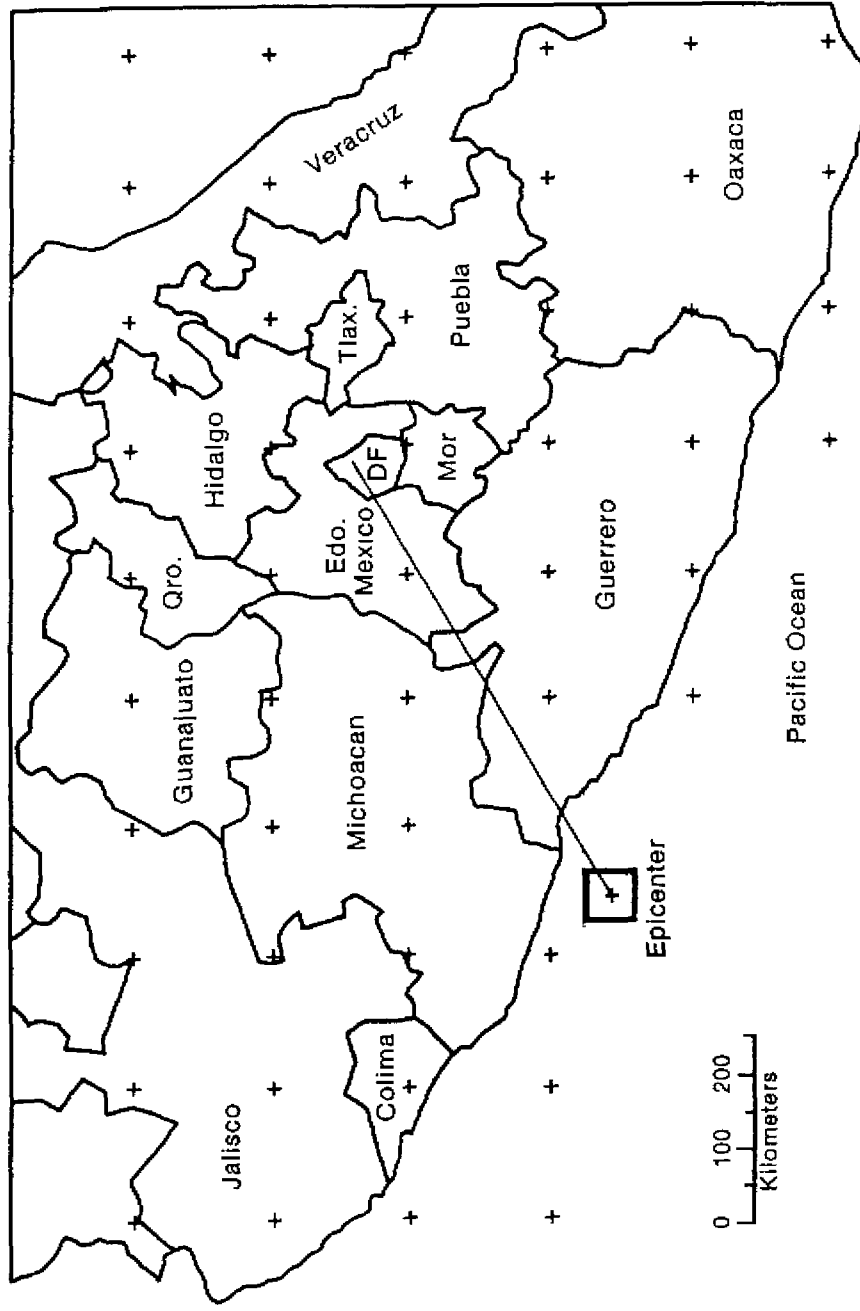 Veracruz
Oaxaca
Puebla
Tlax.
Hidalgo
DF
Mor
Edo.
Mexico
Qro.
Guerrero
Guanajuato
Michoacan
Pacific Ocean
Epicenter
Colima
Jalisco
0 100 200
Kilometers